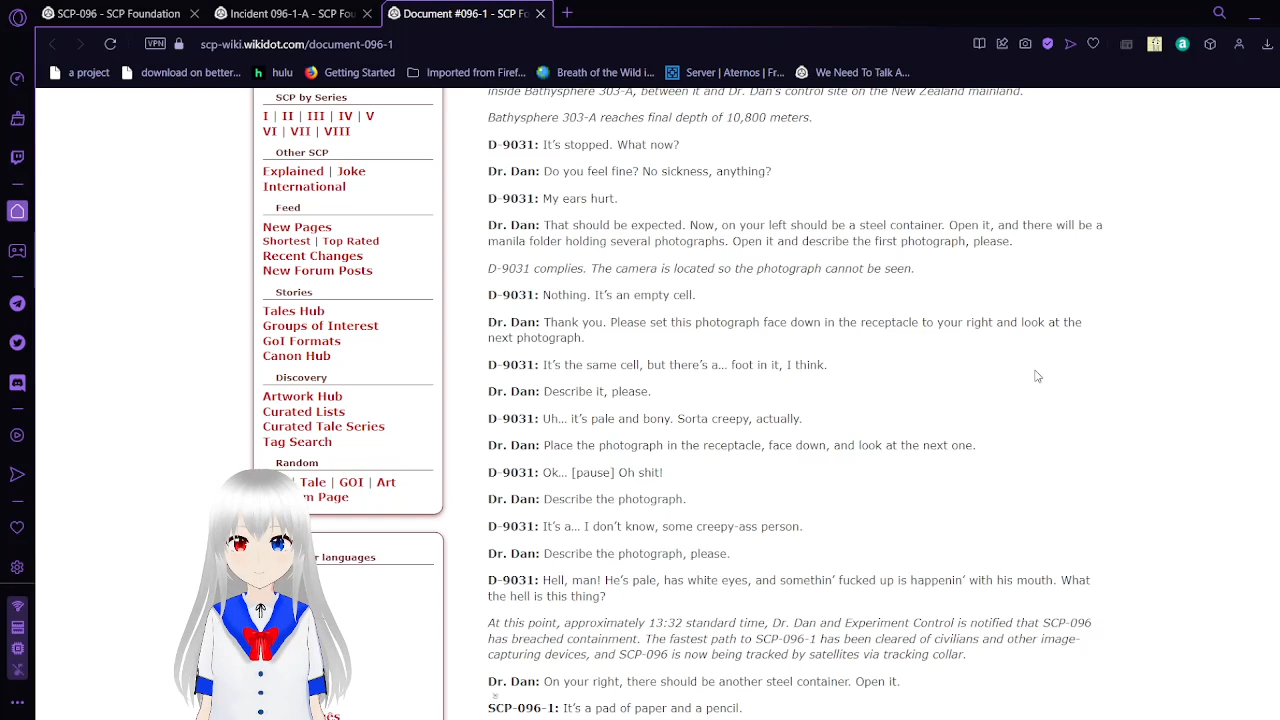 SCP-096 - SCP Foundation
Incident 096-1-A - SCP Fou
Document #096-1 - SCP Fo
VPN
scp-wiki.wikidot.com/document-096-1
a project
download on better...
hulu
Getting Started
Imported from Firef...
Breath of the Wild i...
Server | Aternos | Fr...
We Need To Talk A...
SCP by Series
I | II | III | IV | V
VI | VII | VIII
Other SCP
Explained | Joke
International
Feed
New Pages
Shortest | Top Rated
Recent Changes
New Forum Posts
Stories
Tales Hub
Groups of Interest
GoI Formats
Canon Hub
Discovery
Artwork Hub
Curated Lists
Curated Tale Series
Tag Search
Random
| Tale | GOI | Art
Page
languages
inside Bathysphere 303-A, between it and Dr. Dan's control site on the New Zealand mainland.
Bathysphere 303-A reaches final depth of 10,800 meters.
D-9031: It's stopped. What now?
Dr. Dan: Do you feel fine? No sickness, anything?
D-9031: My ears hurt.
Dr. Dan: That should be expected. Now, on your left should be a steel container. Open it, and there will be a
manila folder holding several photographs. Open it and describe the first photograph, please.
D-9031 complies. The camera is located so the photograph cannot be seen.
D-9031: Nothing. It's an empty cell.
Dr. Dan: Thank you. Please set this photograph face down in the receptacle to your right and look at the
next photograph.
D-9031: It's the same cell, but there's a… foot in it, I think.
Dr. Dan: Describe it, please.
D-9031: Uh… it's pale and bony. Sorta creepy, actually.
Dr. Dan: Place the photograph in the receptacle, face down, and look at the next one.
D-9031: Ok… [pause] Oh shit!
Dr. Dan: Describe the photograph.
D-9031: It's a… I don't know, some creepy-ass person.
Dr. Dan: Describe the photograph, please.
D-9031: Hell, man! He's pale, has white eyes, and somethin' fucked up is happenin' with his mouth. What
the hell is this thing?
At this point, approximately 13:32 standard time, Dr. Dan and Experiment Control is notified that SCP-096
has breached containment. The fastest path to SCP-096-1 has been cleared of civilians and other image-
capturing devices, and SCP-096 is now being tracked by satellites via tracking collar.
Dr. Dan: On your right, there should be another steel container. Open it.
SCP-096-1: It's a pad of paper and a pencil.